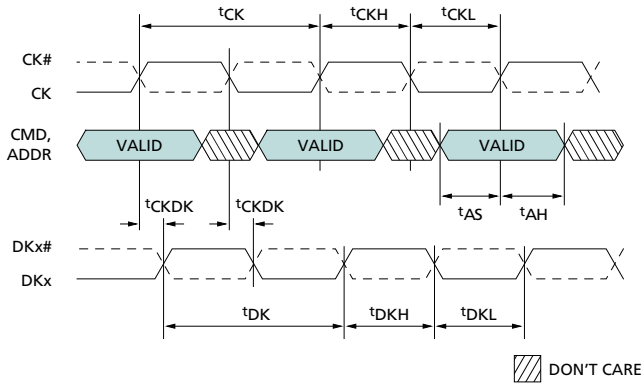 tCK tCKH tCKL
CK#
CK
CMD,
ADDR
VALID VALID VALID
tCKDK tCKDK tAS tAH
DKx#
DKx
tDK tDKH tDKL
DON'T CARE